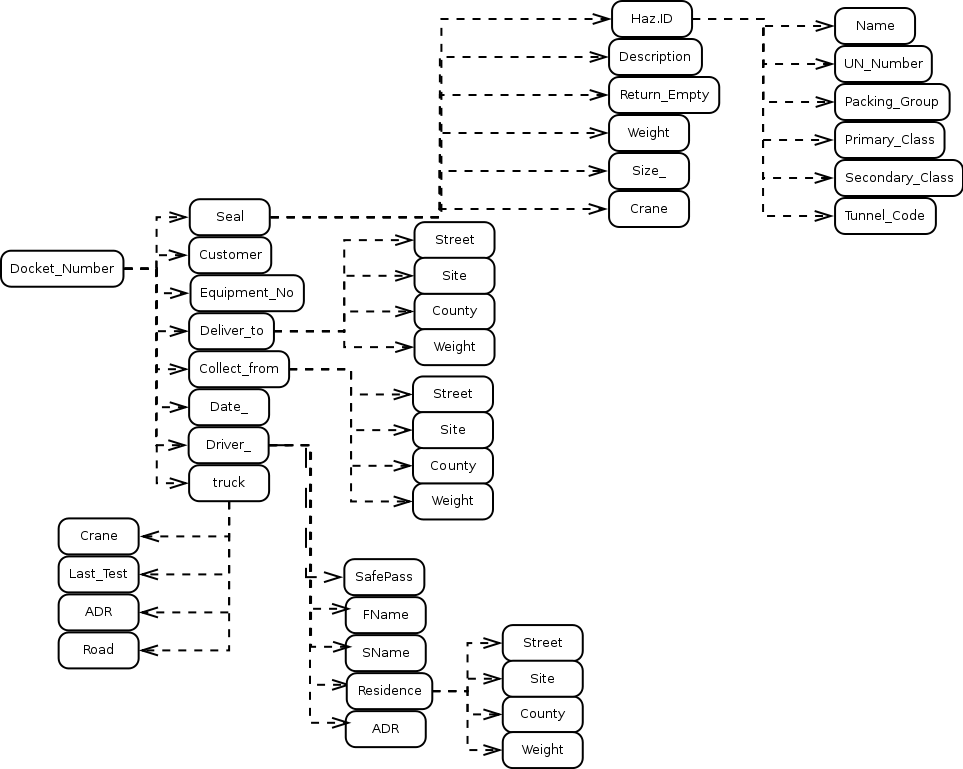 Haz.ID
Description
Return_Empty
Weight
Size_
Crane
Name
UN_Number
Packing_Group
Primary_Class
Secondary_Class
Tunnel_Code
Docket_Number
Seal
Customer
Equipment_No
Deliver_to
Collect_from
Date_
Driver_
truck
Street
Site
County
Weight
Street
Site
County
Weight
Crane
Last_Test
ADR
Road
SafePass
FName
SName
Residence
ADR
Street
Site
County
Weight